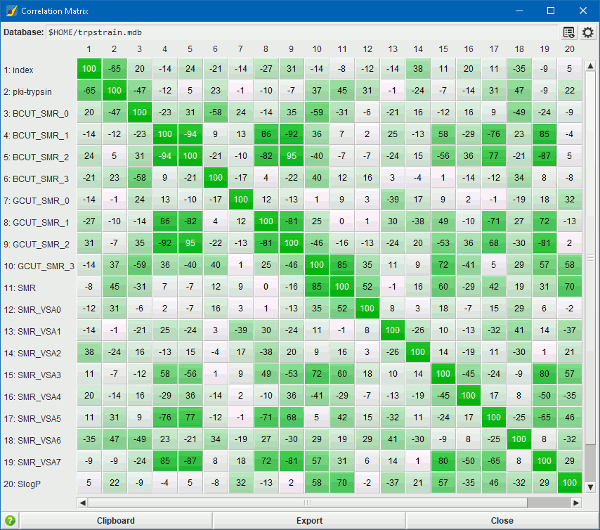 Correlation Matrix
Database: $HOME/trpstrain.mdb
1 2 3 4 5 6 7 8 9 10 11 12 13 14 15 16 17 18 19 20
1: index 100 -65 20 -14 24 -21 -14 -27 31 -14 -8 -12 -14 38 11 20 11 -35 -9 5
2: pki-trypsin -65 100 -47 -12 5 23 -1 -10 -7 37 45 31 -1 -24 -7 -14 31 47 -9 22
3: BCUT_SMR_0 20 -47 100 -23 31 -58 24 -14 35 -59 -31 -6 -21 16 -12 16 9 -49 -24 -9
4: BCUT_SMR_1 -14 -12 -23 100 -94 9 13 86 -92 36 7 2 25 -13 58 -29 -76 23 85 -4
5: BCUT_SMR_2 24 5 31 -94 100 -21 -10 -82 95 -40 -7 -7 -24 15 -56 36 77 -21 -87 5
6: BCUT_SMR_3 -21 23 -58 9 -21 100 -17 4 -22 40 12 16 3 -4 1 -14 -12 34 8 -8
7: GCUT_SMR_0 -14 -1 24 13 -10 -17 100 12 -13 1 9 3 -39 17 9 2 -1 -19 18 32
8: GCUT_SMR_1 -27 -10 -14 86 -82 4 12 100 -81 25 0 1 30 -38 49 -10 -71 27 72 -13
9: GCUT_SMR_2 31 -7 35 -92 95 -22 -13 -81 100 -46 -16 -13 -24 20 -53 36 68 -30 -81 2
10: GCUT_SMR_3 -14 37 -59 36 -40 40 1 25 -46 100 85 35 11 9 72 -41 5 29 57 58
11: SMR -8 45 -31 7 -7 12 9 0 -16 85 100 52 -1 16 60 -29 42 19 31 70
12: SMR_VSA0 -12 31 -6 2 -7 16 3 1 -13 35 52 100 8 3 18 -7 15 29 6 -2
13: SMR_VSA1 -14 -1 -21 25 -24 3 -39 30 -24 11 -1 8 100 -26 10 -13 -32 41 14 -37
14: SMR_VSA2 38 -24 16 -13 15 -4 17 -38 20 9 16 3 -26 100 14 -19 11 -30 1 21
15: SMR_VSA3 11 -7 -12 58 -56 1 9 49 -53 72 60 18 10 14 100 -45 -24 -9 80 57
16: SMR_VSA4 20 -14 16 -29 36 -14 2 -10 36 -41 -29 -7 -13 -19 -45 100 17 8 -50 -35
17: SMR_VSA5 11 31 9 -76 77 -12 -1 -71 68 5 42 15 -32 11 -24 17 100 -25 -65 46
18: SMR_VSA6 -35 47 -49 23 -21 34 -19 27 -30 29 19 29 41 -30 -9 8 -25 100 8 -32
19: SMR_VSA7 -9 -9 -24 85 -87 8 18 72 -81 57 31 6 14 1 80 -50 -65 8 100 29
20: SlogP 5 22 -9 -4 5 -8 32 -13 2 58 70 -2 -37 21 57 -35 46 -32 29 100
Clipboard Export Close